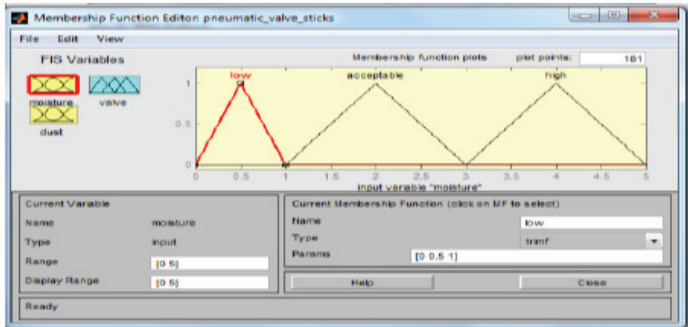 Membership Function Editor: pneumatic_valve_sticks
File Edit View
FIS Variables
Membership function plots plot points: 181
low acceptable high
moisture valve
dust
1
0.5
0
0 0.5 1 1.5 2 2.5 3 3.5 4 4.5 5
input variable "moisture"
Current Variable
Name moisture
Type input
Range [0 5]
Display Range [0 5]
Current Membership Function (click on MF to select)
Name low
Type trimf
Params [0 0.5 1]
Help Close
Ready